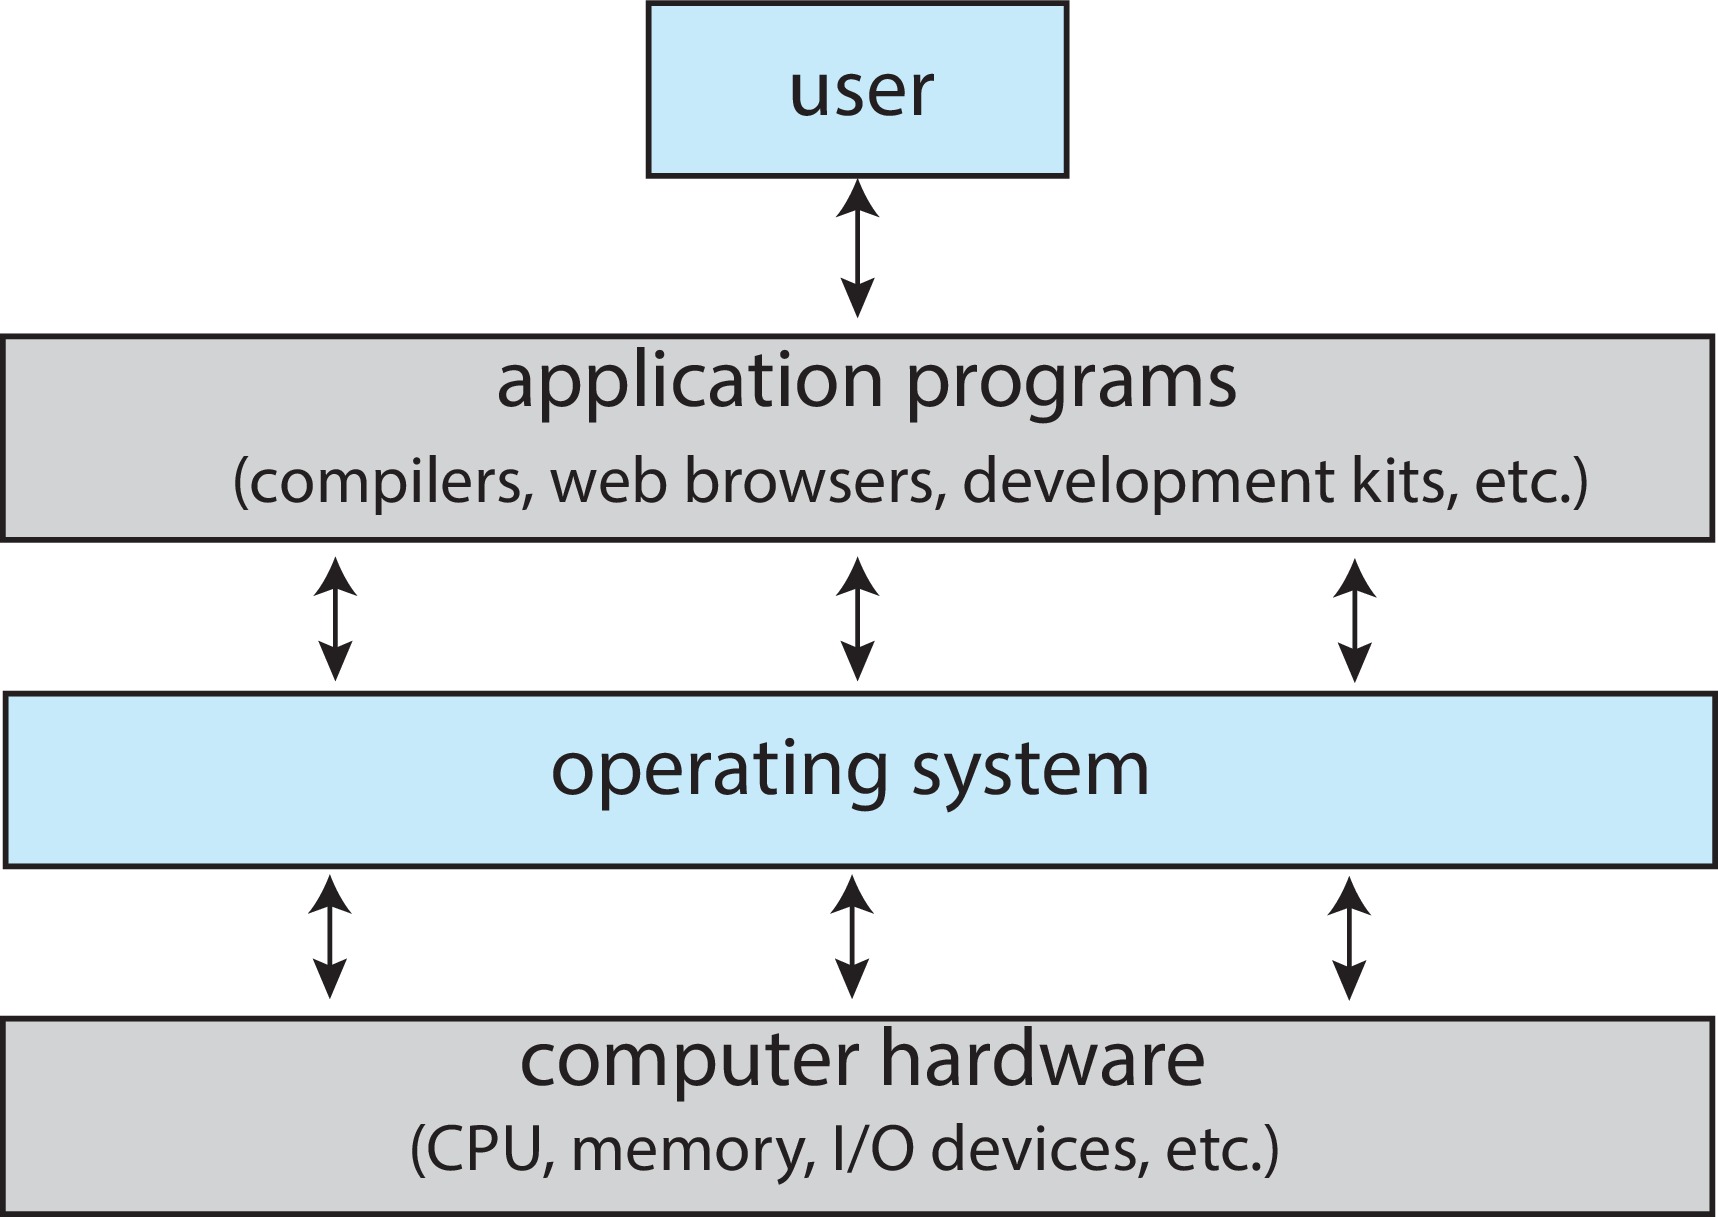 user
application programs
(compilers, web browsers, development kits, etc.)
operating system
computer hardware
(CPU, memory, I/O devices, etc.)